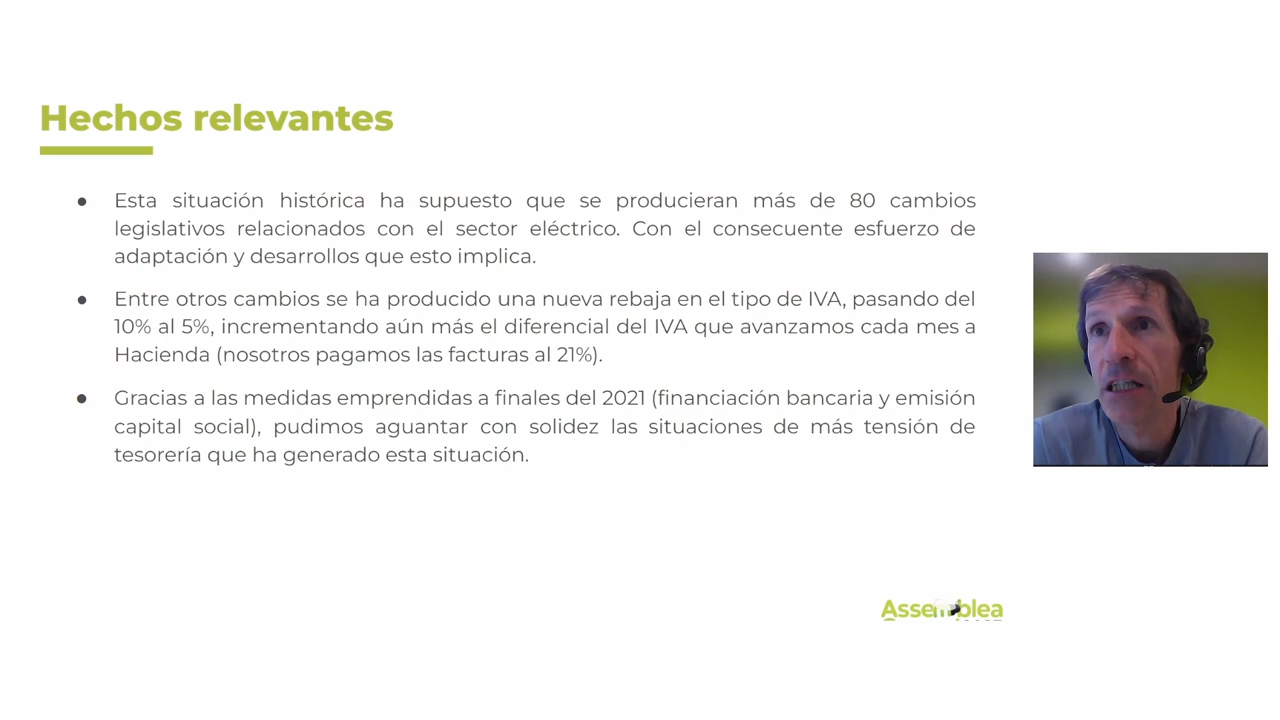 Hechos relevantes
● Esta situación histórica ha supuesto que se producieran más de 80 cambios
legislativos relacionados con el sector eléctrico. Con el consecuente esfuerzo de
adaptación y desarrollos que esto implica.
● Entre otros cambios se ha producido una nueva rebaja en el tipo de IVA, pasando del
10% al 5%, incrementando aún más el diferencial del IVA que avanzamos cada mes a
Hacienda (nosotros pagamos las facturas al 21%).
● Gracias a las medidas emprendidas a finales del 2021 (financiación bancaria y emisión
capital social), pudimos aguantar con solidez las situaciones de más tensión de
tesorería que ha generado esta situación.
Assemblea